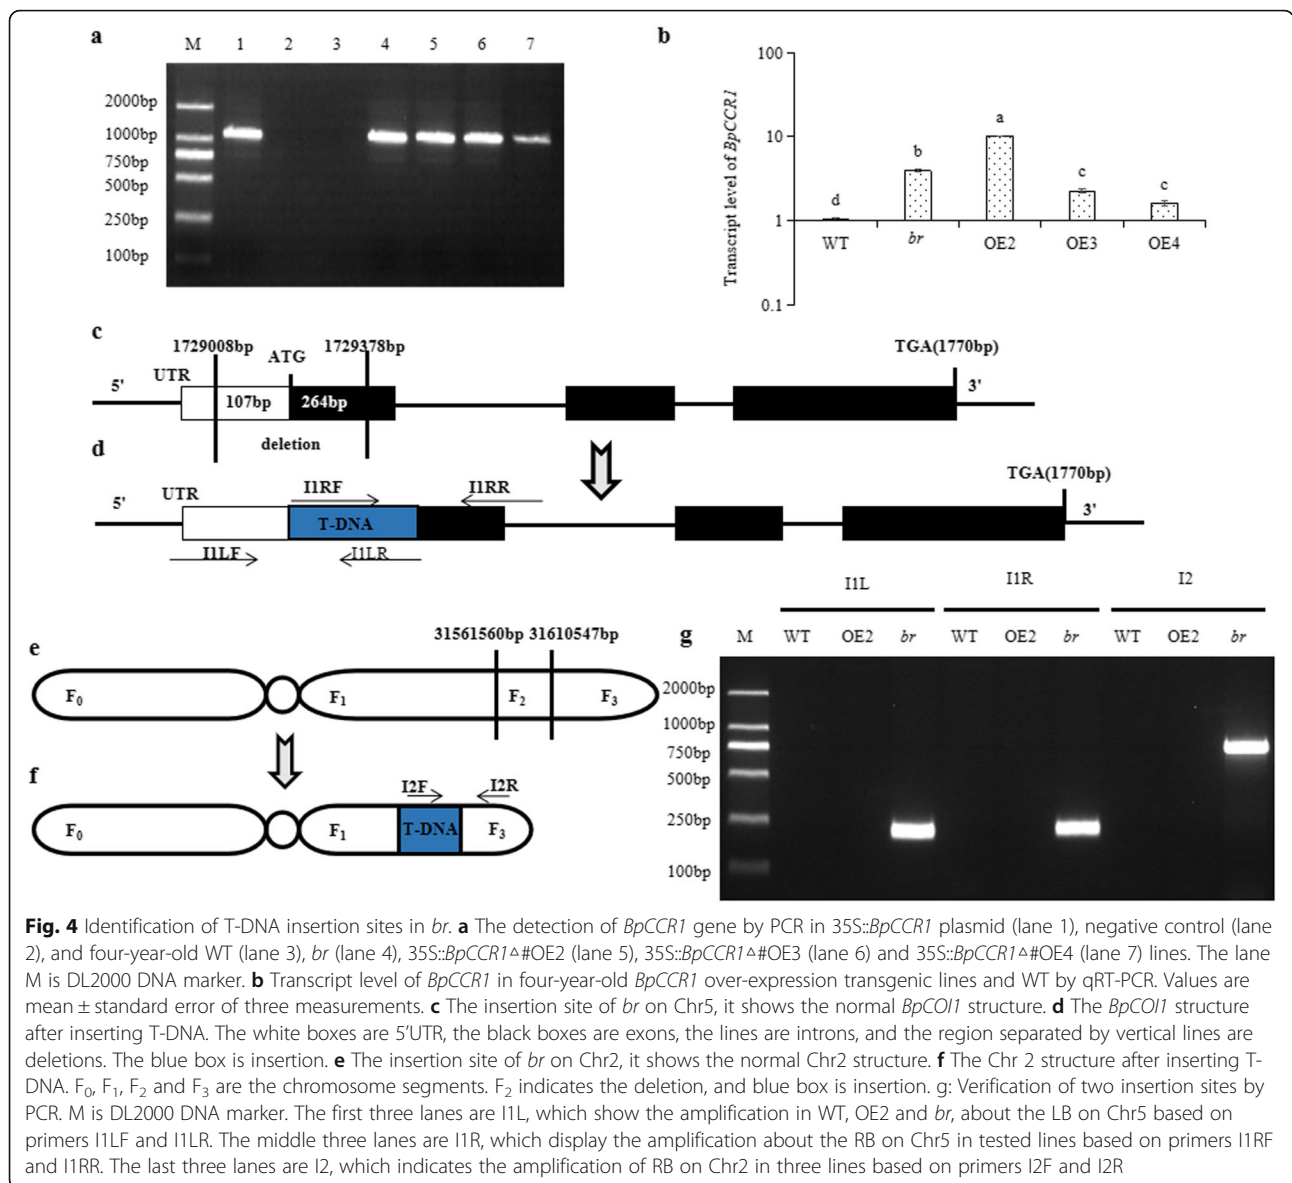 a
M 1 2 3 4 5 6 7
2000bp
1000bp
750bp
500bp
250bp
100bp
b
Transcript level of BpCCR1
100
10
1
0.1
d b a c c
WT br OE2 OE3 OE4
c
1729008bp 1729378bp TGA(1770bp)
ATG
5' UTR 3'
107bp 264bp
deletion
d
TGA(1770bp)
5' UTR I1RF I1RR 3'
T-DNA
I1LF I1LR
e
31561560bp 31610547bp
F0 F1 F2 F3
f
I2F I2R
F0 F1 T-DNA F3
g
I1L I1R I2
M WT OE2 br WT OE2 br WT OE2 br
2000bp
1000bp
750bp
500bp
250bp
100bp
Fig. 4 Identification of T-DNA insertion sites in br. a The detection of BpCCR1 gene by PCR in 35S::BpCCR1 plasmid (lane 1), negative control (lane
2), and four-year-old WT (lane 3), br (lane 4), 35S::BpCCR1△#OE2 (lane 5), 35S::BpCCR1△#OE3 (lane 6) and 35S::BpCCR1△#OE4 (lane 7) lines. The lane
M is DL2000 DNA marker. b Transcript level of BpCCR1 in four-year-old BpCCR1 over-expression transgenic lines and WT by qRT-PCR. Values are
mean ± standard error of three measurements. c The insertion site of br on Chr5, it shows the normal BpCOI1 structure. d The BpCOI1 structure
after inserting T-DNA. The white boxes are 5'UTR, the black boxes are exons, the lines are introns, and the region separated by vertical lines are
deletions. The blue box is insertion. e The insertion site of br on Chr2, it shows the normal Chr2 structure. f The Chr 2 structure after inserting T-
DNA. F0, F1, F2 and F3 are the chromosome segments. F2 indicates the deletion, and blue box is insertion. g: Verification of two insertion sites by
PCR. M is DL2000 DNA marker. The first three lanes are I1L, which show the amplification in WT, OE2 and br, about the LB on Chr5 based on
primers I1LF and I1LR. The middle three lanes are I1R, which display the amplification about the RB on Chr5 in tested lines based on primers I1RF
and I1RR. The last three lanes are I2, which indicates the amplification of RB on Chr2 in three lines based on primers I2F and I2R